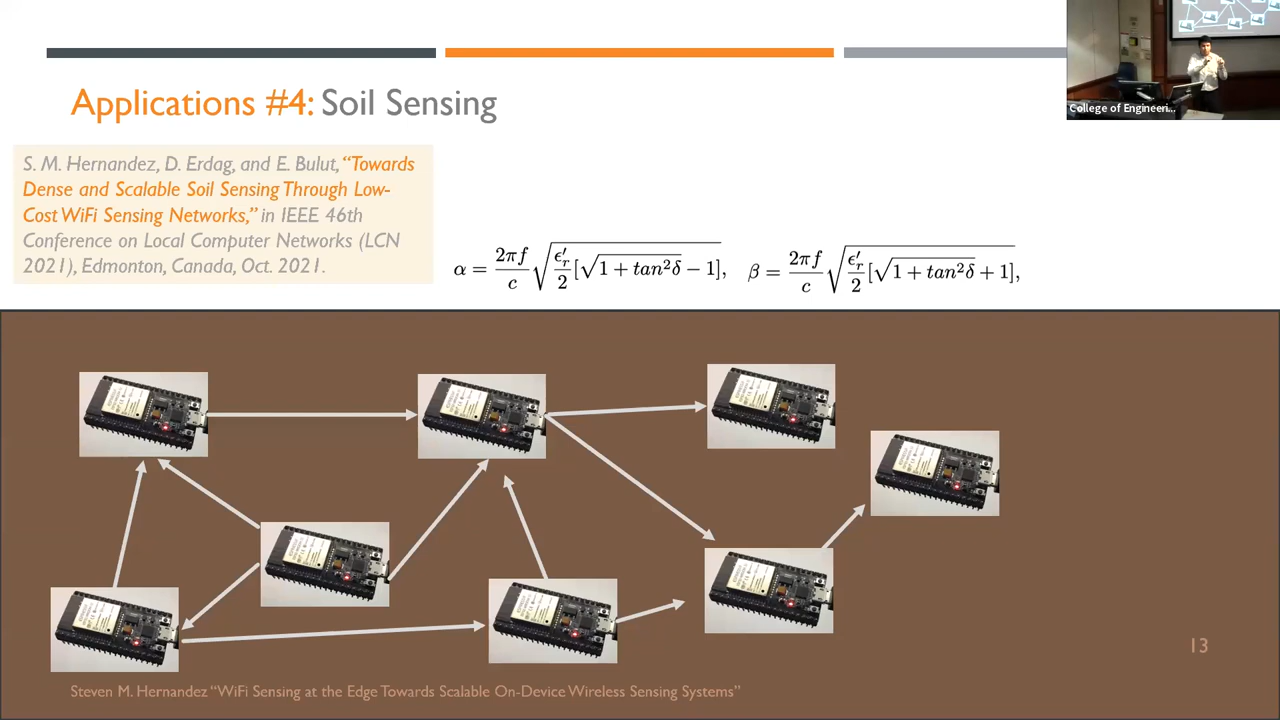 College of Engineeri...
Applications #4: Soil Sensing
S. M. Hernandez, D. Erdag, and E. Bulut, “Towards
Dense and Scalable Soil Sensing Through Low-
Cost WiFi Sensing Networks,” in IEEE 46th
Conference on Local Computer Networks (LCN
2021), Edmonton, Canada, Oct. 2021.
α = 2πf/c √(ϵ′r/2 [√(1 + tan²δ) − 1]), β = 2πf/c √(ϵ′r/2 [√(1 + tan²δ) + 1]),
13
Steven M. Hernandez “WiFi Sensing at the Edge Towards Scalable On-Device Wireless Sensing Systems”